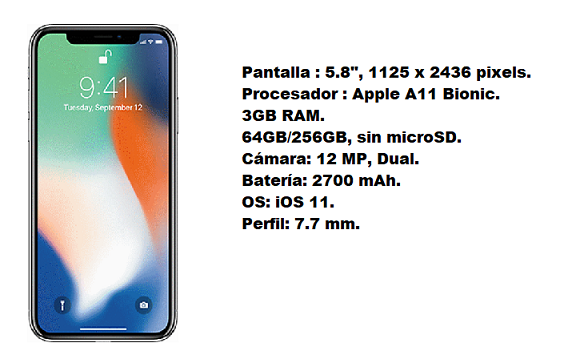 9:41
Tuesday, September 12
Pantalla : 5.8", 1125 x 2436 pixels.
Procesador : Apple A11 Bionic.
3GB RAM.
64GB/256GB, sin microSD.
Cámara: 12 MP, Dual.
Batería: 2700 mAh.
OS: iOS 11.
Perfil: 7.7 mm.